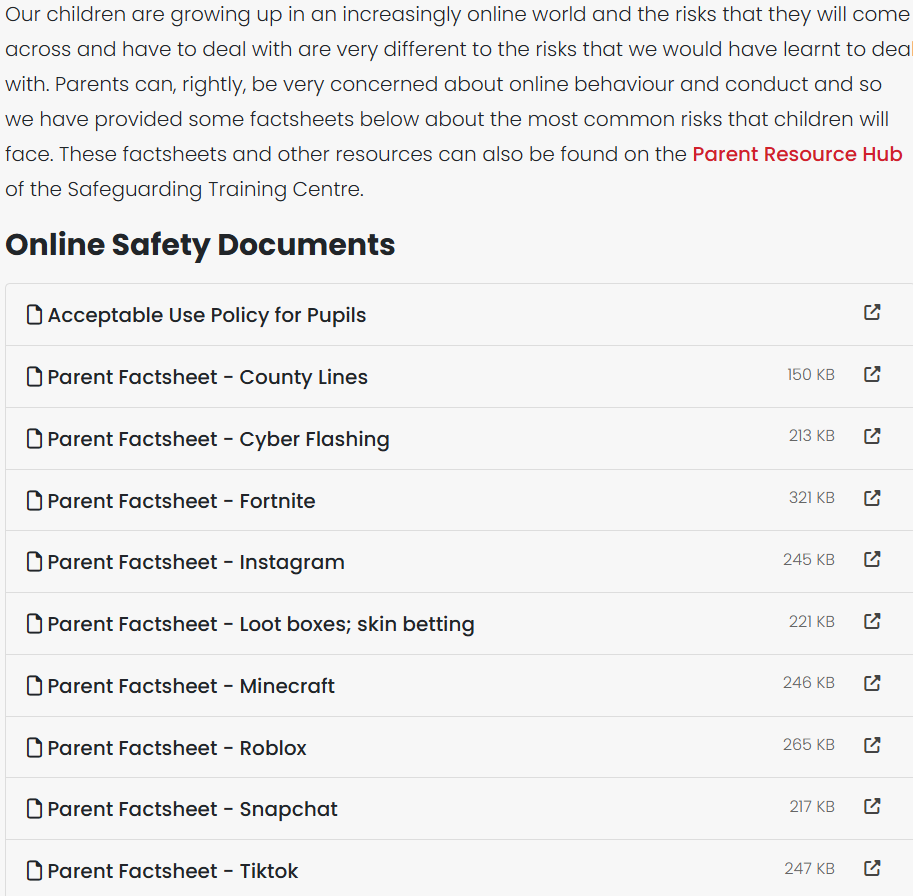 Our children are growing up in an increasingly online world and the risks that they will come
across and have to deal with are very different to the risks that we would have learnt to deal
with. Parents can, rightly, be very concerned about online behaviour and conduct and so
we have provided some factsheets below about the most common risks that children will
face. These factsheets and other resources can also be found on the Parent Resource Hub
of the Safeguarding Training Centre.
Online Safety Documents
Acceptable Use Policy for Pupils
Parent Factsheet - County Lines 150 KB
Parent Factsheet - Cyber Flashing 213 KB
Parent Factsheet - Fortnite 321 KB
Parent Factsheet - Instagram 245 KB
Parent Factsheet - Loot boxes; skin betting 221 KB
Parent Factsheet - Minecraft 246 KB
Parent Factsheet - Roblox 265 KB
Parent Factsheet - Snapchat 217 KB
Parent Factsheet - Tiktok 247 KB